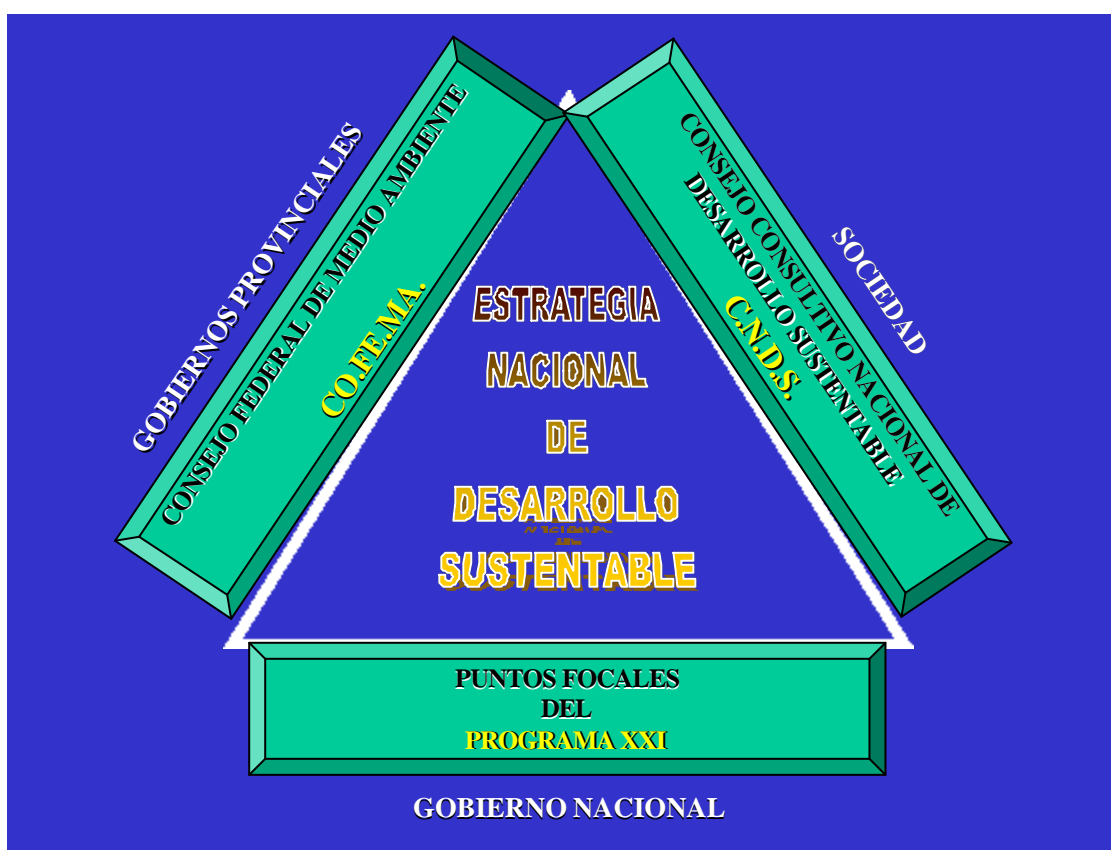 GOBIERNOS PROVINCIALES
CONSEJO FEDERAL DE MEDIO AMBIENTE
CO.FE.MA.
SOCIEDAD
CONSEJO CONSULTIVO NACIONAL DE
DESARROLLO SUSTENTABLE
C.N.D.S.
ESTRATEGIA
NACIONAL
DE
DESARROLLO
SUSTENTABLE
PUNTOS FOCALES
DEL
PROGRAMA XXI
GOBIERNO NACIONAL